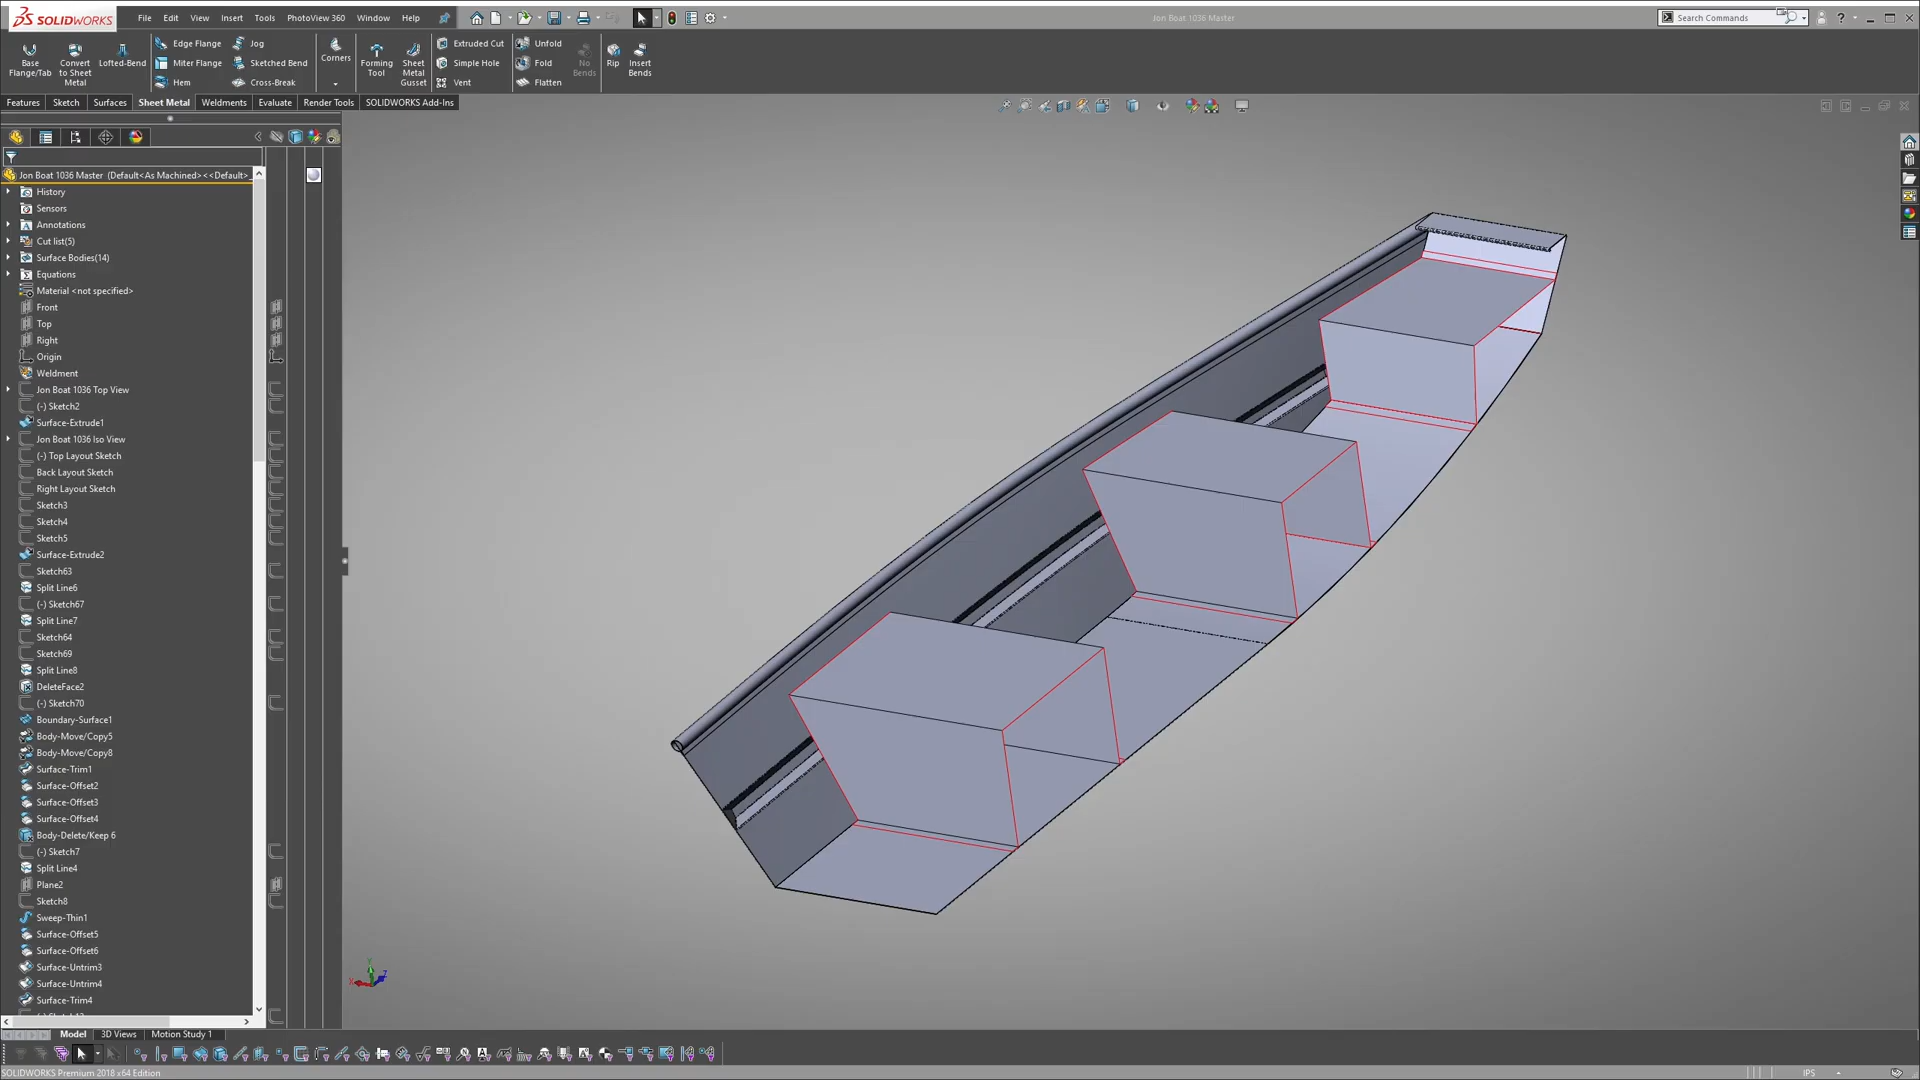 SOLIDWORKS File Edit View Insert Tools PhotoView 360 Window Help Jon Boat 1036 Master Search Commands
Base Flange/Tab
Convert to Sheet Metal
Lofted-Bend
Edge Flange
Miter Flange
Hem
Jog
Sketched Bend
Cross-Break
Corners
Forming Tool
Sheet Metal Gusset
Extruded Cut
Simple Hole
Vent
Unfold
Fold
Flatten
No Bends
Rip
Insert Bends
Features Sketch Surfaces Sheet Metal Weldments Evaluate Render Tools SOLIDWORKS Add-Ins
Jon Boat 1036 Master (Default<As Machined><<Default>_
History
Sensors
Annotations
Cut list(5)
Surface Bodies(14)
Equations
Material <not specified>
Front
Top
Right
Origin
Weldment
Jon Boat 1036 Top View
(-) Sketch2
Surface-Extrude1
Jon Boat 1036 Iso View
(-) Top Layout Sketch
Back Layout Sketch
Right Layout Sketch
Sketch3
Sketch4
Sketch5
Surface-Extrude2
Sketch63
Split Line6
(-) Sketch67
Split Line7
Sketch64
Sketch69
Split Line8
DeleteFace2
(-) Sketch70
Boundary-Surface1
Body-Move/Copy5
Body-Move/Copy8
Surface-Trim1
Surface-Offset2
Surface-Offset3
Surface-Offset4
Body-Delete/Keep 6
(-) Sketch7
Split Line4
Plane2
Sketch8
Sweep-Thin1
Surface-Offset5
Surface-Offset6
Surface-Untrim3
Surface-Untrim4
Surface-Trim4
Model 3D Views Motion Study 1
SOLIDWORKS Premium 2018 x64 Edition IPS